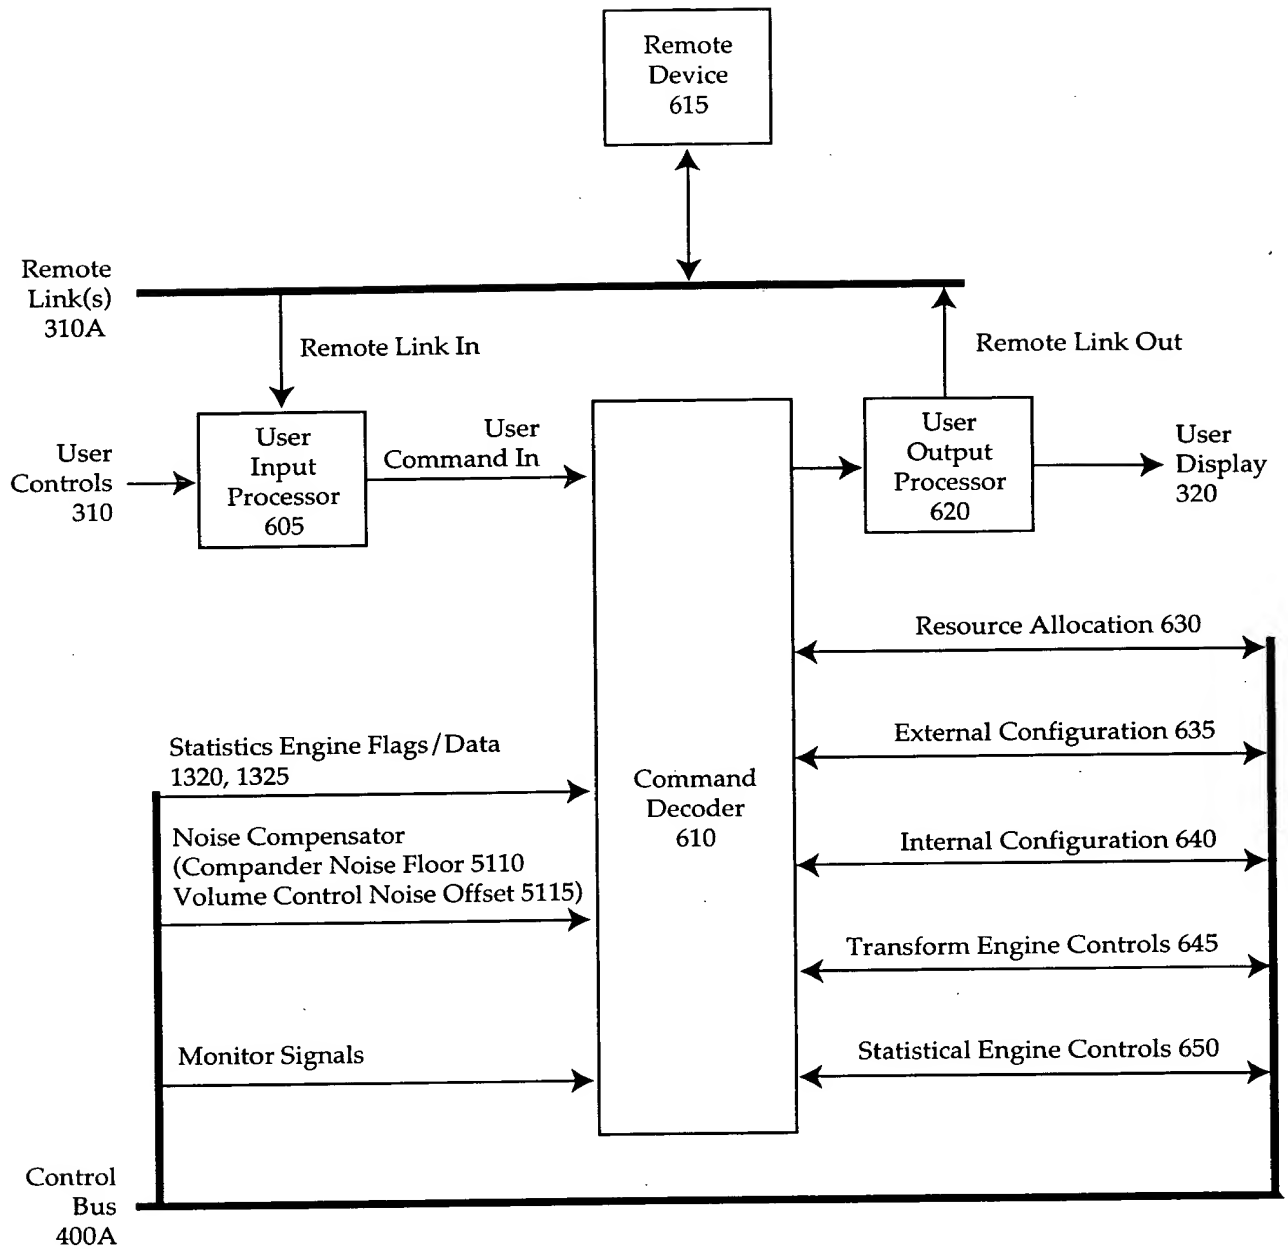 Remote
Device
615
Remote
Link(s)
310A
Remote Link In
Remote Link Out
User
Controls
310
User
Input
Processor
605
User
Command In
User
Output
Processor
620
User
Display
320
Command
Decoder
610
Resource Allocation 630
External Configuration 635
Internal Configuration 640
Transform Engine Controls 645
Statistical Engine Controls 650
Statistics Engine Flags/Data
1320, 1325
Noise Compensator
(Compander Noise Floor 5110
Volume Control Noise Offset 5115)
Monitor Signals
Control
Bus
400A